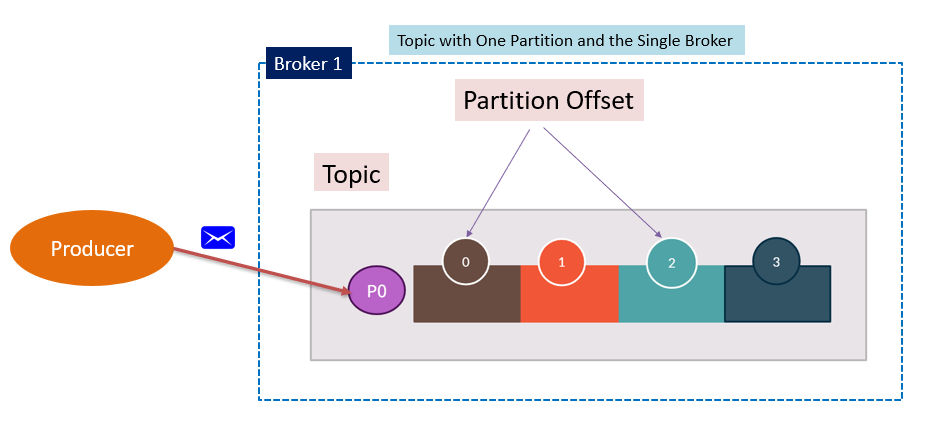 Topic with One Partition and the Single Broker
Broker 1
Partition Offset
Topic
Producer
P0
0
1
2
3